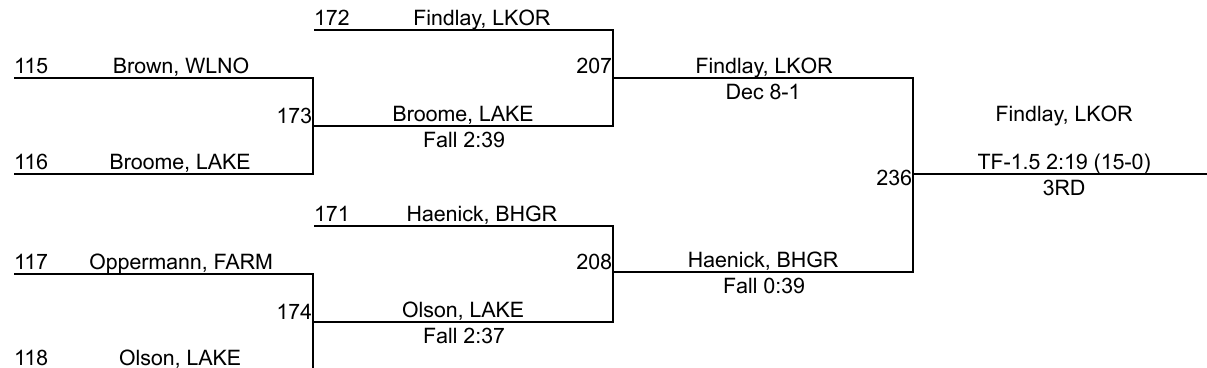 172 Findlay, LKOR
115 Brown, WLNO
207 Findlay, LKOR
Dec 8-1
173 Broome, LAKE
Fall 2:39
Findlay, LKOR
116 Broome, LAKE
TF-1.5 2:19 (15-0)
236
3RD
171 Haenick, BHGR
117 Oppermann, FARM
208 Haenick, BHGR
Fall 0:39
174 Olson, LAKE
Fall 2:37
118 Olson, LAKE